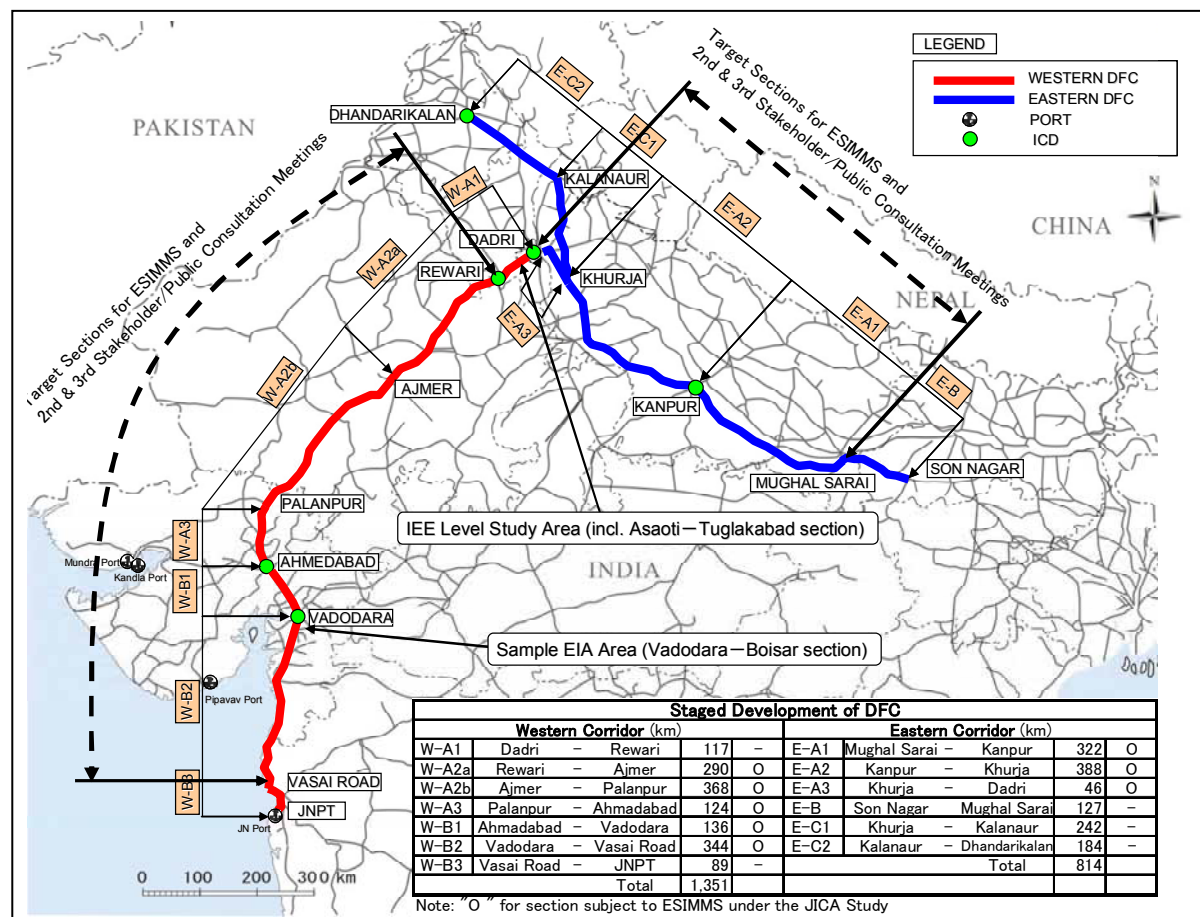 LEGEND
WESTERN DFC
EASTERN DFC
PORT
ICD
PAKISTAN
CHINA
NEPAL
INDIA
N
Target Sections for ESIMMS and
2nd & 3rd Stakeholder/Public Consultation Meetings
Target Sections for ESIMMS and
2nd & 3rd Stakeholder/Public Consultation Meetings
E-C2
DHANDARIKALAN
E-C1
KALANAUR
W-A1
E-A2
DADRI
W-A2a
REWARI
KHURJA
E-A3
E-A1
W-A2b
AJMER
KANPUR
E-B
MUGHAL SARAI
SON NAGAR
PALANPUR
IEE Level Study Area (incl. Asaoti－Tuglakabad section)
W-A3
Mundra Port
Kandla Port
AHMEDABAD
W-B1
VADODARA
Sample EIA Area (Vadodara－Boisar section)
W-B2
Pipavav Port
W-B3
VASAI ROAD
JNPT
JN Port
0 100 200 300 km
Staged Development of DFC
Western Corridor (km) Eastern Corridor (km)
W-A1 Dadri - Rewari 117 - E-A1 Mughal Sarai - Kanpur 322 O
W-A2a Rewari - Ajmer 290 O E-A2 Kanpur - Khurja 388 O
W-A2b Ajmer - Palanpur 368 O E-A3 Khurja - Dadri 46 O
W-A3 Palanpur - Ahmadabad 124 O E-B Son Nagar Mughal Sarai 127 -
W-B1 Ahmadabad - Vadodara 136 O E-C1 Khurja - Kalanaur 242 -
W-B2 Vadodara - Vasai Road 344 O E-C2 Kalanaur - Dhandarikalan 184 -
W-B3 Vasai Road - JNPT 89 - Total 814
Total 1,351
Note: "O " for section subject to ESIMMS under the JICA Study